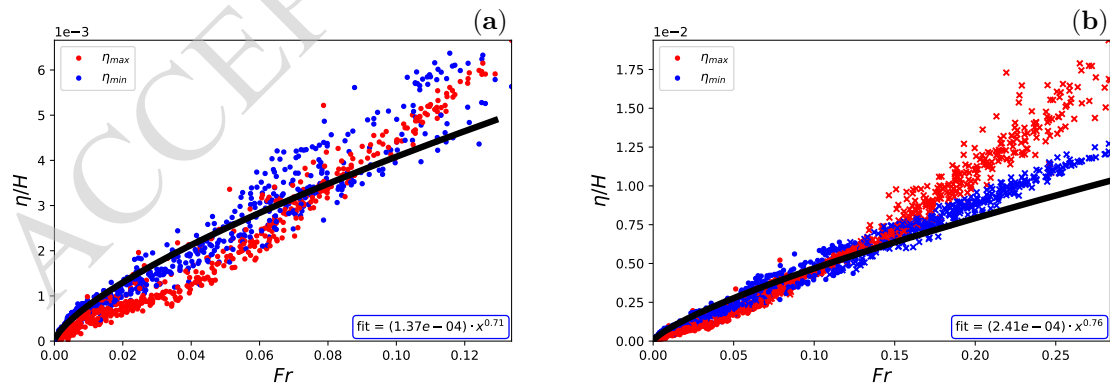 (a)
1e−3
η_max
η_min
6
5
4
3
2
1
0
η/H
0.00 0.02 0.04 0.06 0.08 0.10 0.12
Fr
fit = (1.37e − 04) · x^0.71
ACCEP
(b)
1e−2
η_max
η_min
1.75
1.50
1.25
1.00
0.75
0.50
0.25
0.00
η/H
0.00 0.05 0.10 0.15 0.20 0.25
Fr
fit = (2.41e − 04) · x^0.76